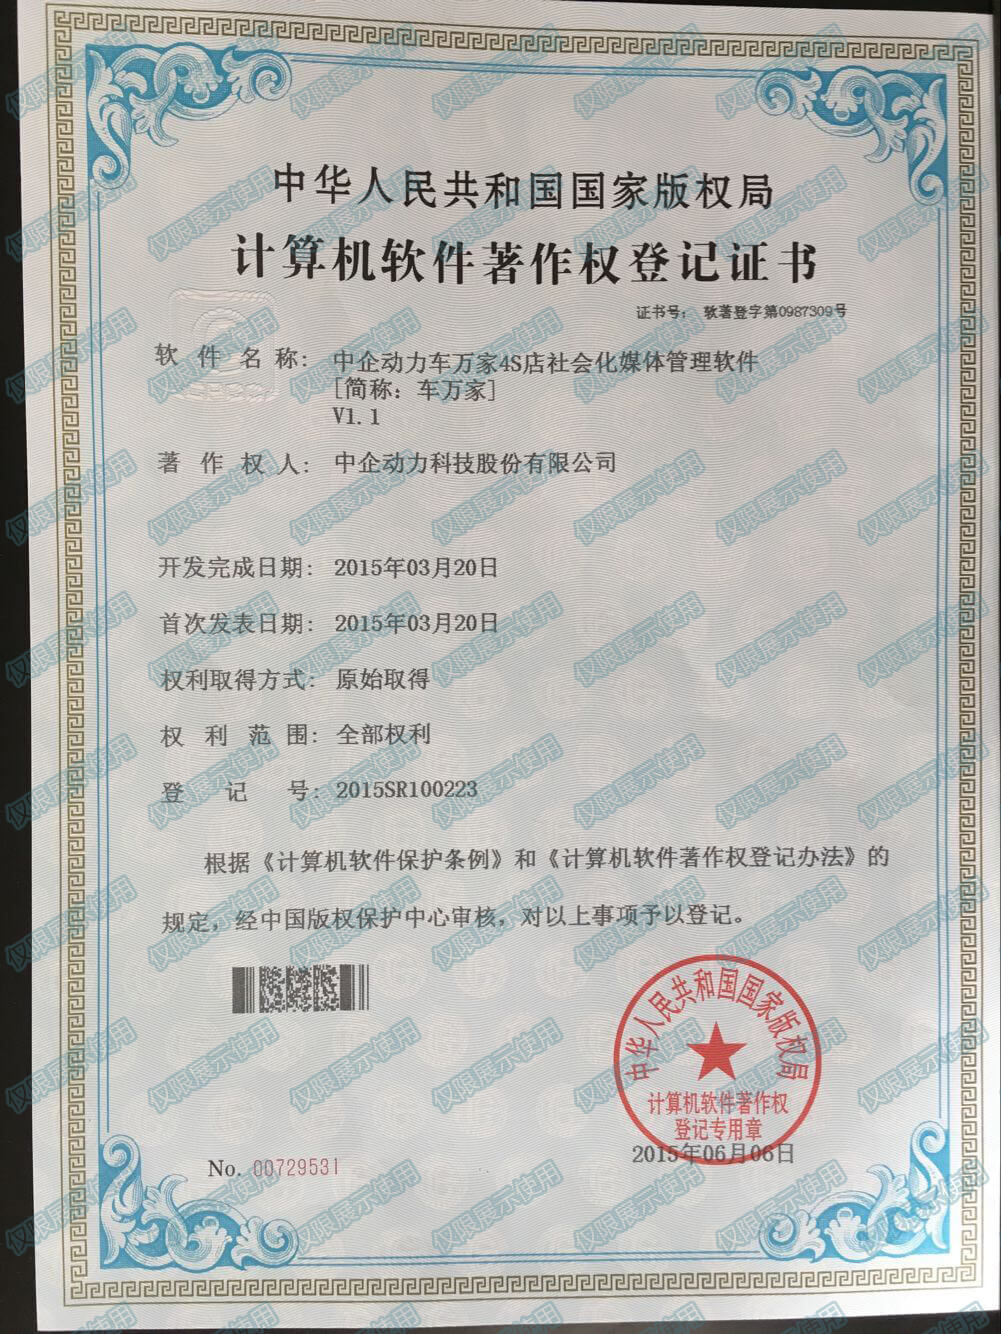 中华人民共和国国家版权局
计算机软件著作权登记证书
证书号： 软著登字第0987309号
软件名称： 中企动力车万家4S店社会化媒体管理软件
[简称：车万家]
V1.1
著作权人： 中企动力科技股份有限公司
开发完成日期： 2015年03月20日
首次发表日期： 2015年03月20日
权利取得方式： 原始取得
权利范围： 全部权利
登记号： 2015SR100223
根据《计算机软件保护条例》和《计算机软件著作权登记办法》的
规定，经中国版权保护中心审核，对以上事项予以登记。
中华人民共和国国家版权局
计算机软件著作权
登记专用章
2015年06月06日
No. 00729531
仅限展示使用